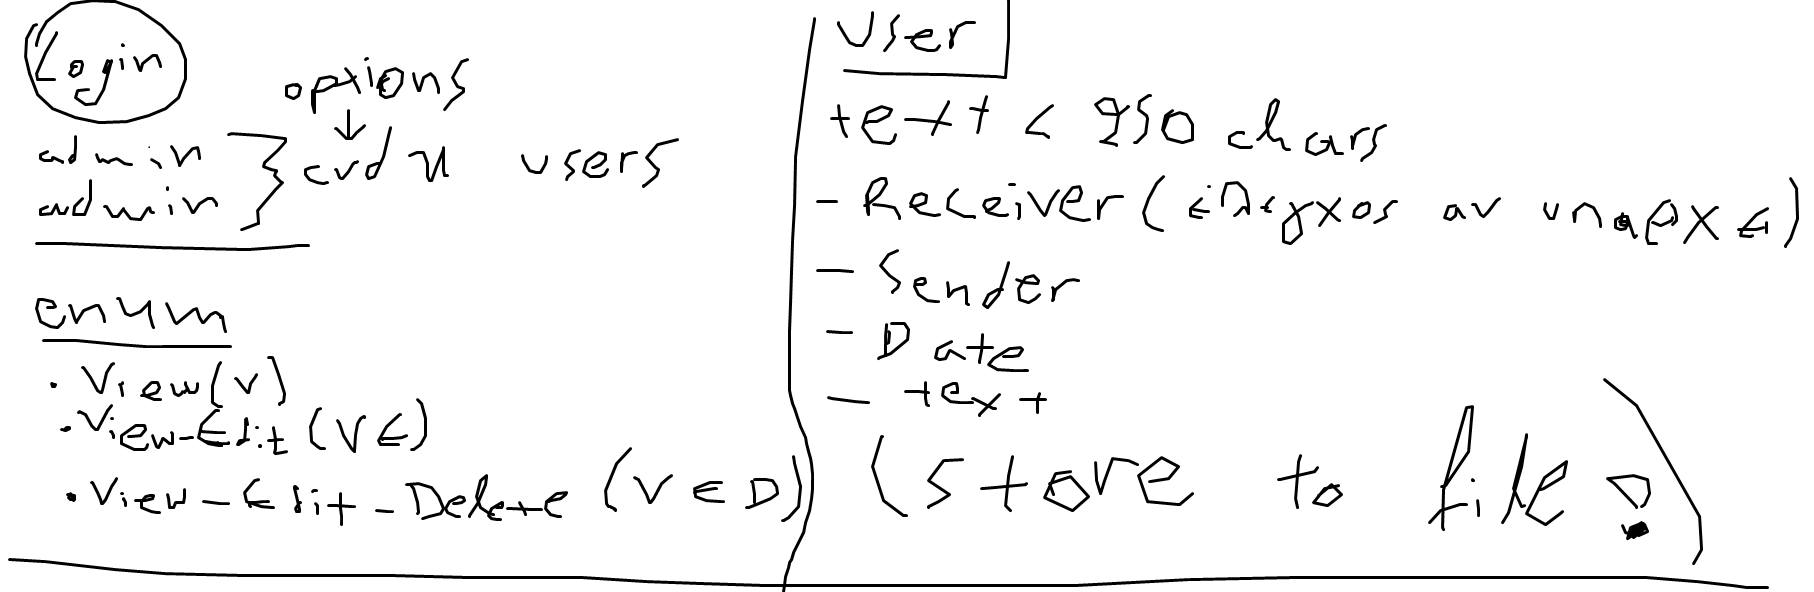 Login
options
admin
admin
crud users
enum
· View(V)
· View-Edit (VE)
· View-Edit-Delete (VED)
User
text < 250 chars
- Receiver (έλεγχος αν υπαρχει)
- Sender
- Date
- text
(store to file)